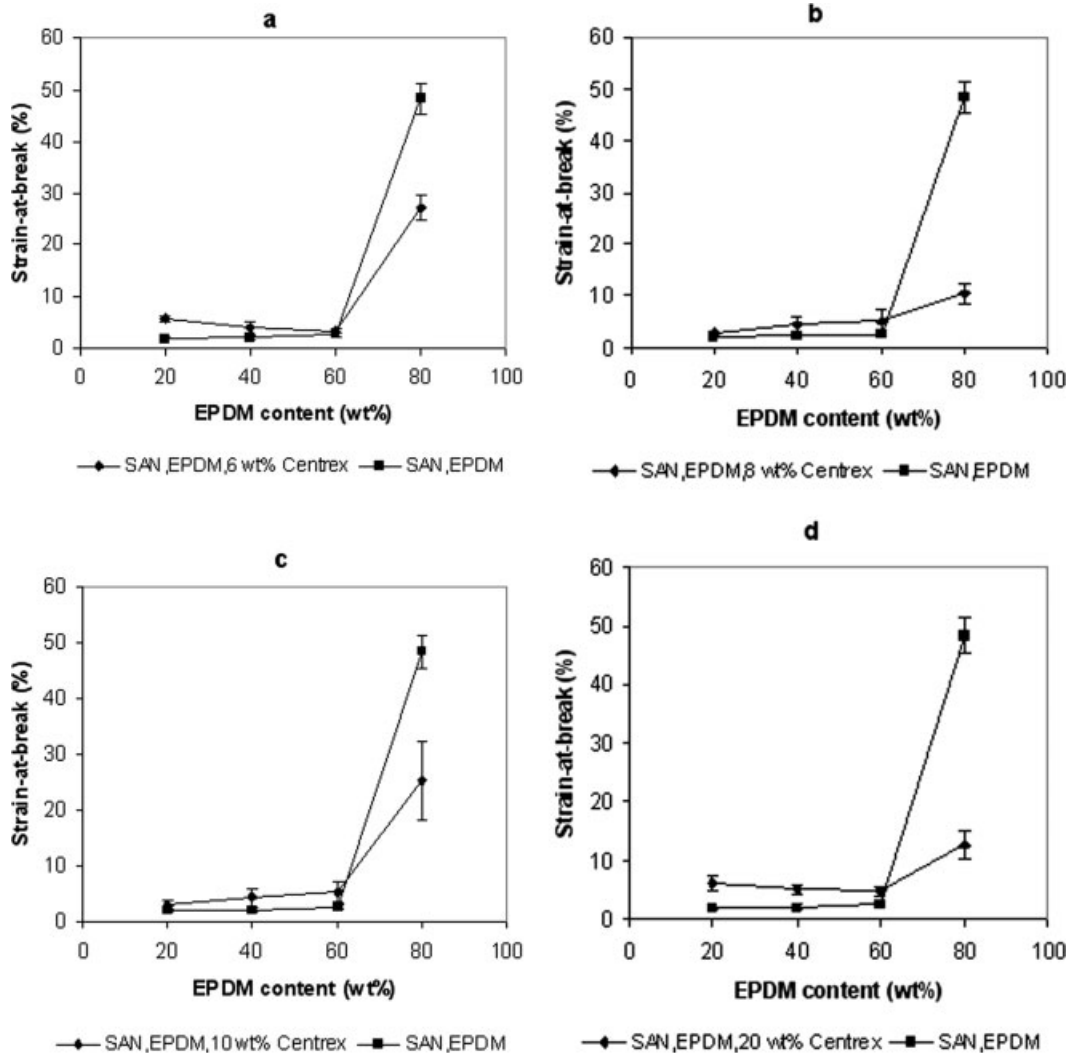 a
60
50
40
30
20
10
0
Strain-at-break (%)
0 20 40 60 80 100
EPDM content (wt%)
SAN,EPDM,6 wt% Centrex SAN,EPDM
b
60
50
40
30
20
10
0
Strain-at-break (%)
0 20 40 60 80 100
EPDM content (wt%)
SAN,EPDM,8 wt% Centrex SAN,EPDM
c
60
50
40
30
20
10
0
Strain-at-break (%)
0 20 40 60 80 100
EPDM content (wt%)
SAN,EPDM,10 wt% Centrex SAN,EPDM
d
60
50
40
30
20
10
0
Strain-at-break (%)
0 20 40 60 80 100
EPDM content (wt%)
SAN,EPDM,20 wt% Centrex SAN,EPDM